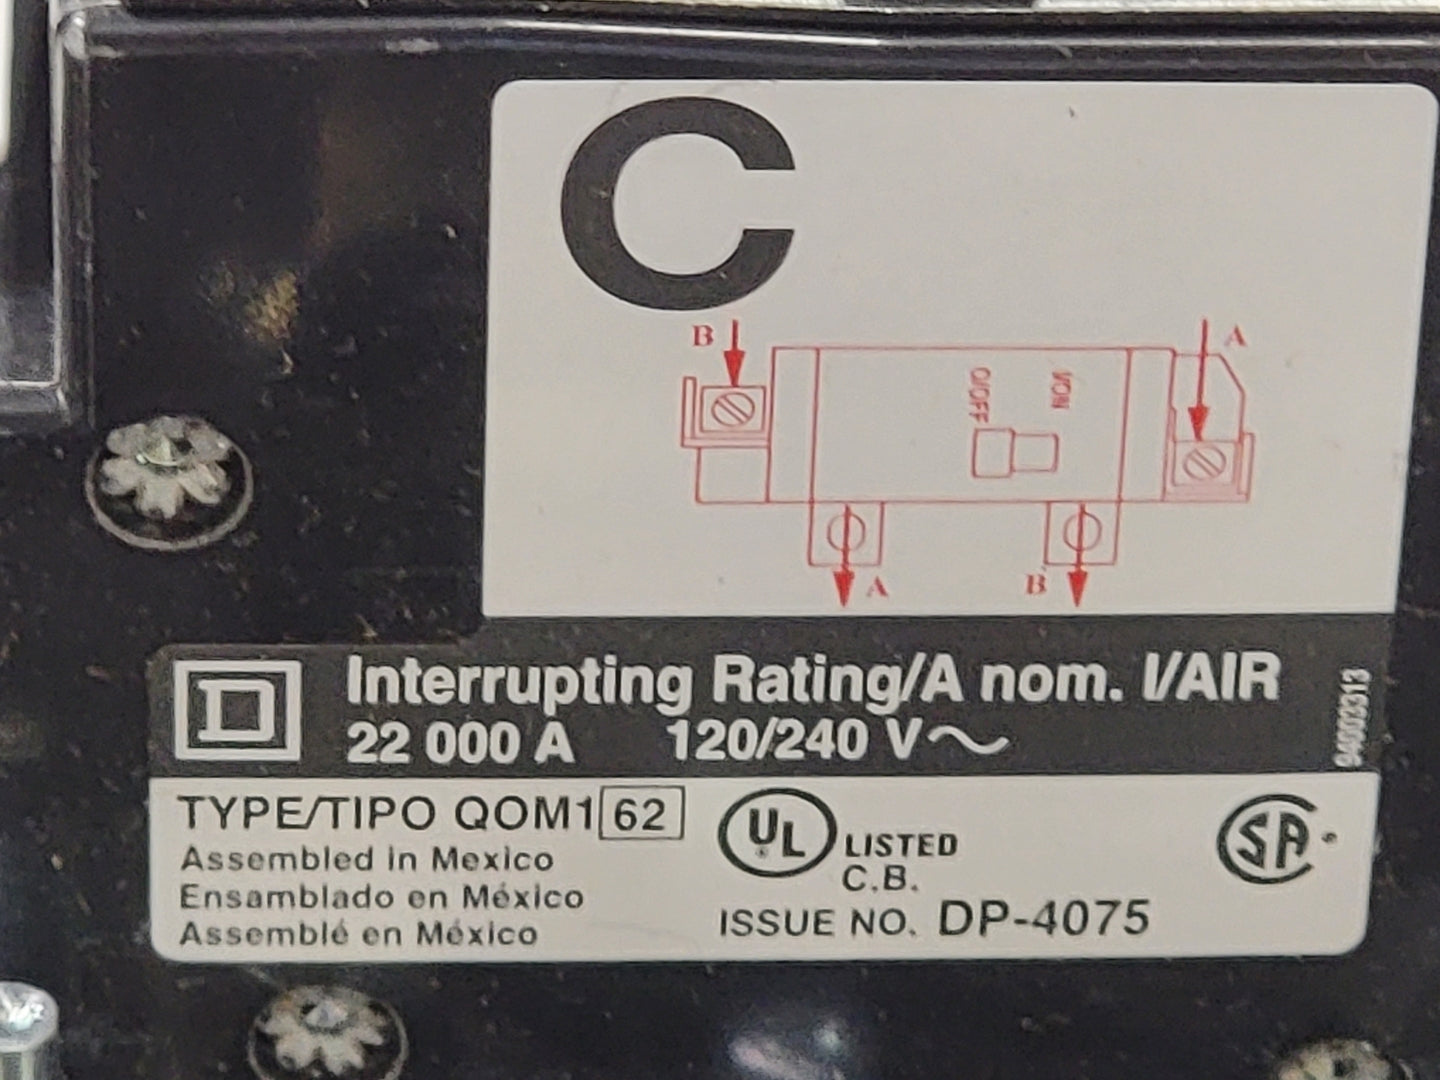 C
B
A
O/OFF
I/ON
A
B
D
Interrupting Rating/A nom. I/AIR
22 000 A 120/240 V~
94003313
TYPE/TIPO QOM1 62
Assembled in Mexico
Ensamblado en México
Assemblé en México
UL LISTED
C.B.
ISSUE NO. DP-4075
SA